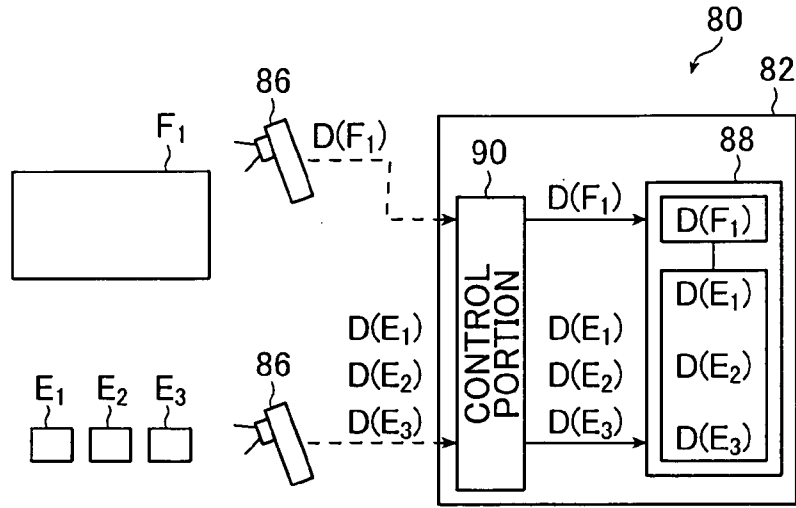 80
86
82
F1
D(F1)
90
88
D(F1)
D(F1)
CONTROL PORTION
D(E1)
D(E1)
D(E1)
86
D(E2)
D(E2)
D(E2)
E1 E2 E3
D(E3)
D(E3)
D(E3)